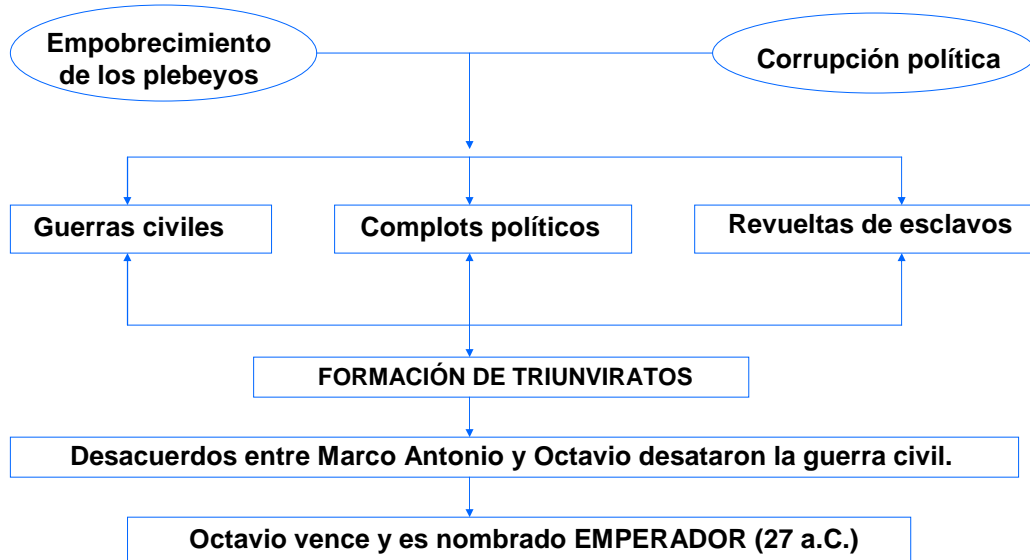 Empobrecimiento
de los plebeyos
Corrupción política
Guerras civiles
Complots políticos
Revueltas de esclavos
FORMACIÓN DE TRIUNVIRATOS
Desacuerdos entre Marco Antonio y Octavio desataron la guerra civil.
Octavio vence y es nombrado EMPERADOR (27 a.C.)